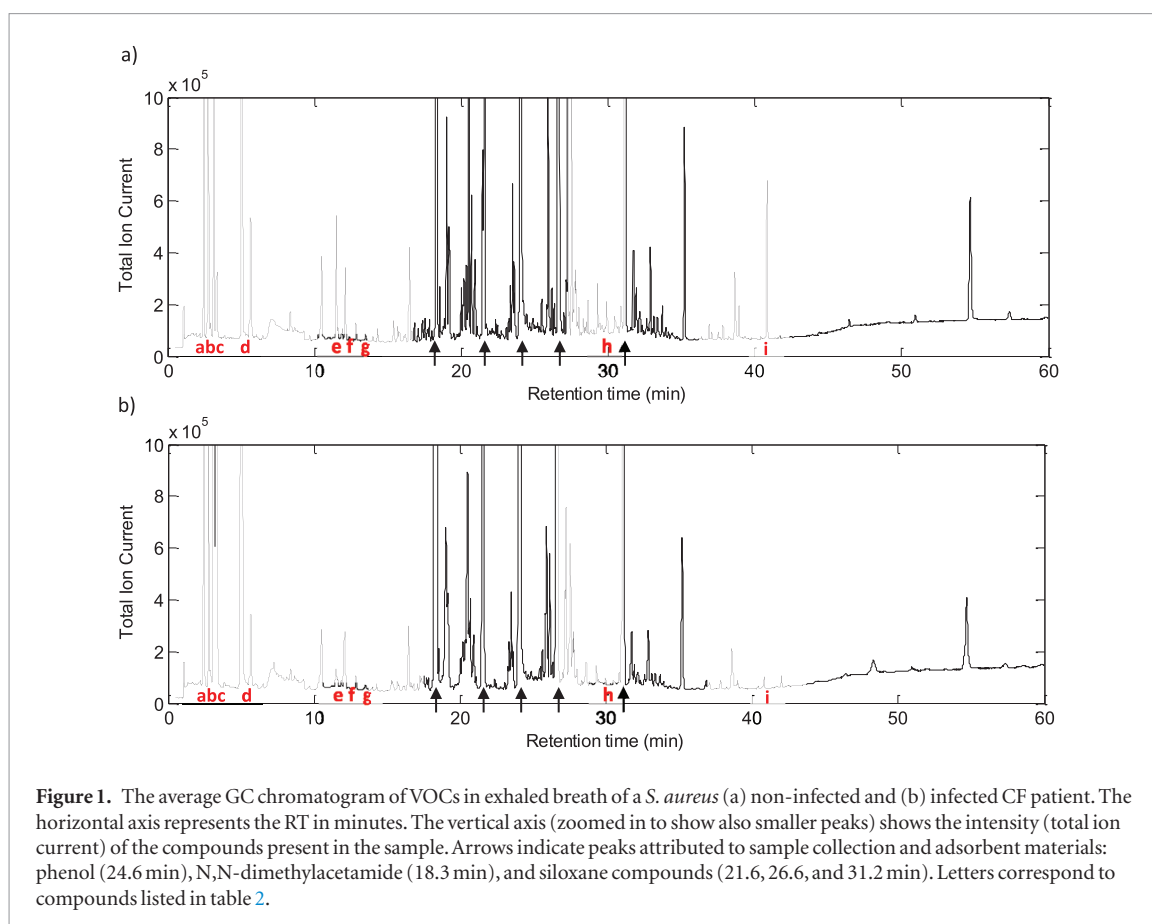 a)
x 10⁵
10
8
6
4
2
0
Total Ion Current
abc d e f g h i
0 10 20 30 40 50 60
Retention time (min)
b)
x 10⁵
10
8
6
4
2
0
Total Ion Current
abc d e f g h i
0 10 20 30 40 50 60
Retention time (min)
Figure 1. The average GC chromatogram of VOCs in exhaled breath of a S. aureus (a) non-infected and (b) infected CF patient. The
horizontal axis represents the RT in minutes. The vertical axis (zoomed in to show also smaller peaks) shows the intensity (total ion
current) of the compounds present in the sample. Arrows indicate peaks attributed to sample collection and adsorbent materials:
phenol (24.6 min), N,N-dimethylacetamide (18.3 min), and siloxane compounds (21.6, 26.6, and 31.2 min). Letters correspond to
compounds listed in table 2.